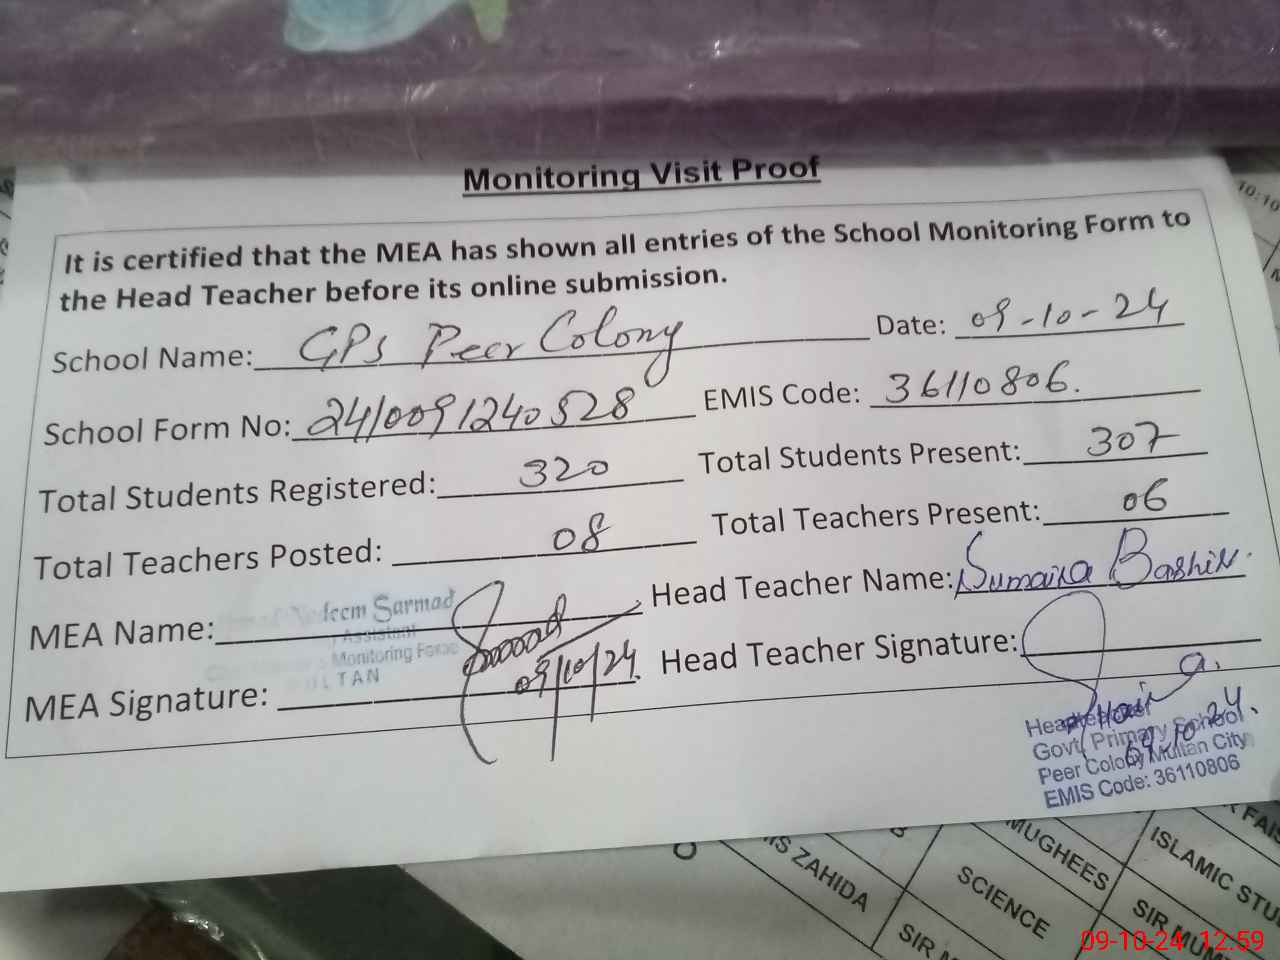 Monitoring Visit Proof
It is certified that the MEA has shown all entries of the School Monitoring Form to
the Head Teacher before its online submission.
School Name: GPS Peer Colony Date: 09-10-24
School Form No: 2410091240528 EMIS Code: 36110806.
Total Students Registered: 320 Total Students Present: 307
Total Teachers Posted: 08 Total Teachers Present: 06
MEA Name: Sarmad Head Teacher Name: Sumaira Bashir.
Assistant
Monitoring Force
MEA Signature: 09/10/24. Head Teacher Signature:
Govt. Primary School
Peer Colony Multan City
EMIS Code: 36110806
10:10
ZAHIDA
SCIENCE
MUGHEES
ISLAMIC
SIR
SIR
09-10-24 12:59